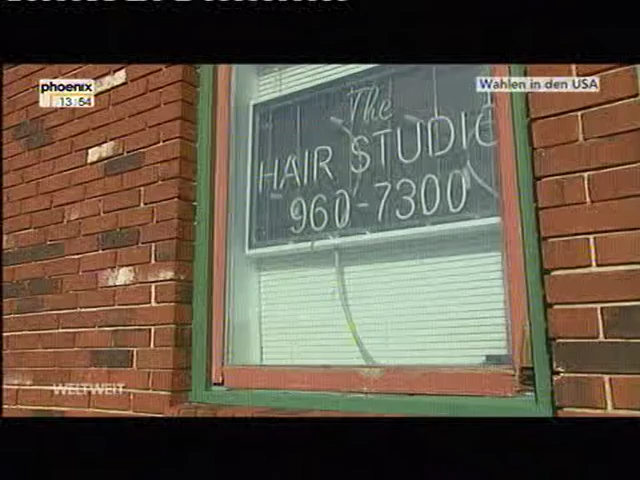 phoenix
13:54
Wahlen in den USA
The
HAIR STUDIO
960-7300
WELTWEIT